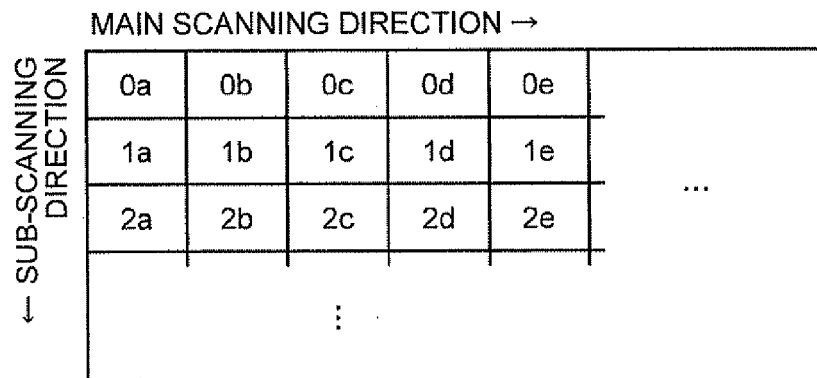 MAIN SCANNING DIRECTION →
← SUB-SCANNING
DIRECTION
0a 0b 0c 0d 0e
1a 1b 1c 1d 1e
2a 2b 2c 2d 2e
...
⋮